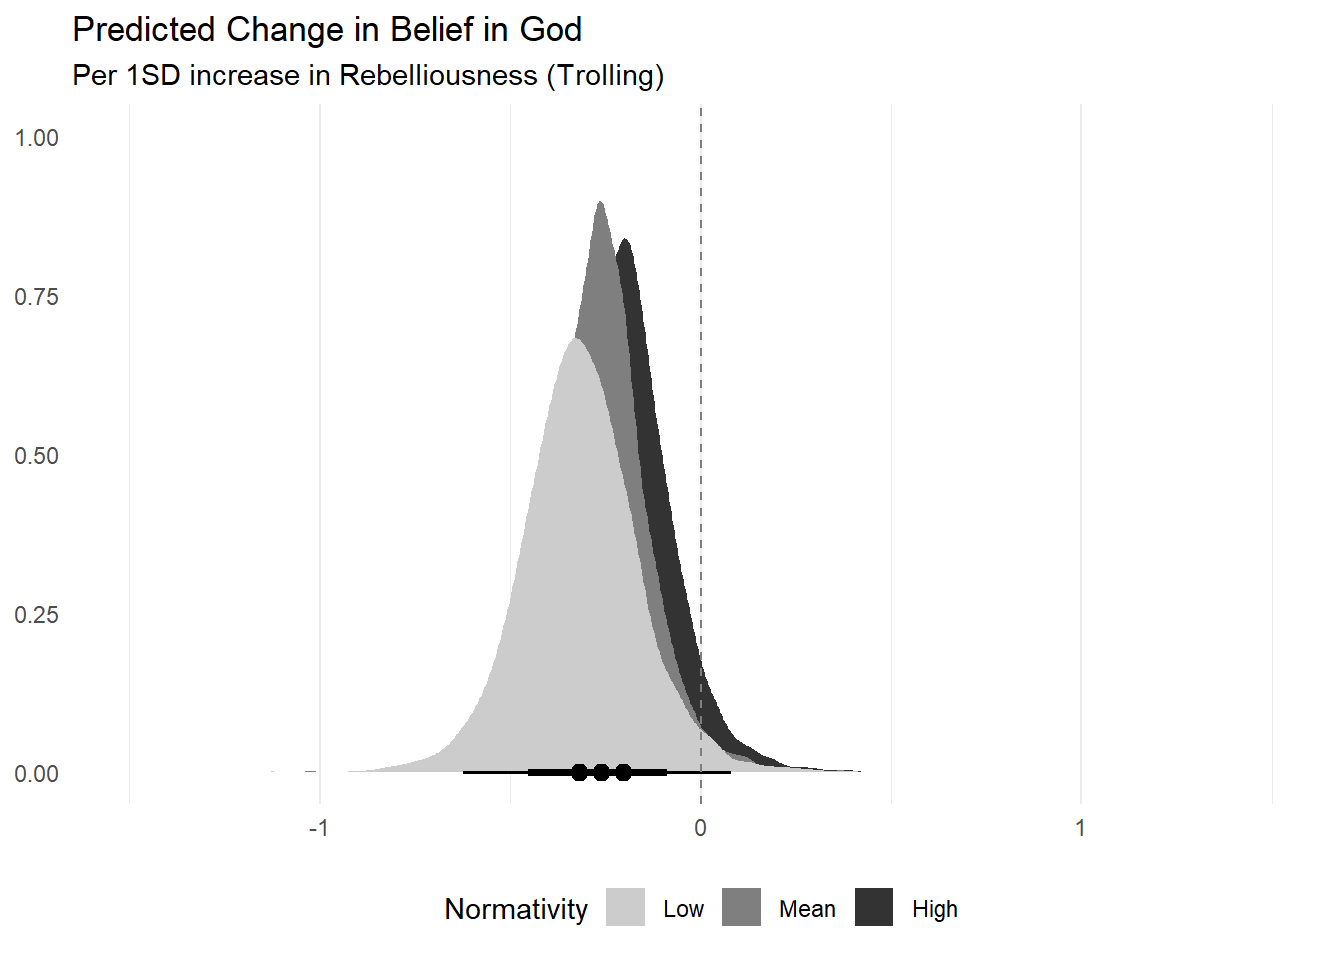 Predicted Change in Belief in God
Per 1SD increase in Rebelliousness (Trolling)
1.00
0.75
0.50
0.25
0.00
-1 0 1
Normativity Low Mean High